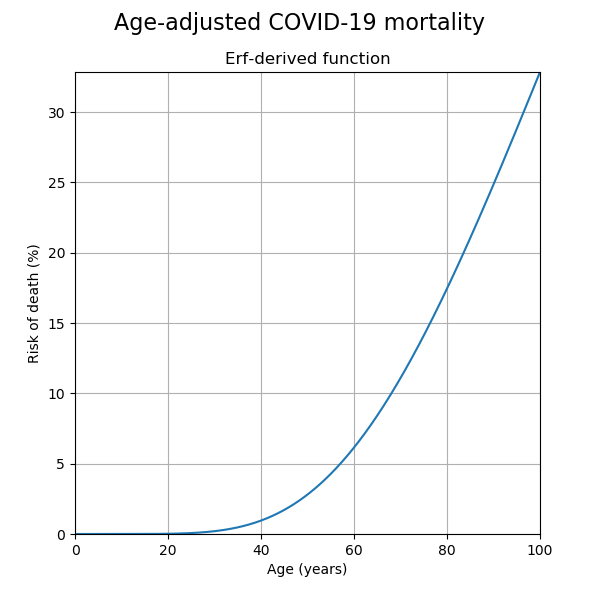 Age-adjusted COVID-19 mortality
Erf-derived function
30
25
20
15
10
5
0
Risk of death (%)
0 20 40 60 80 100
Age (years)